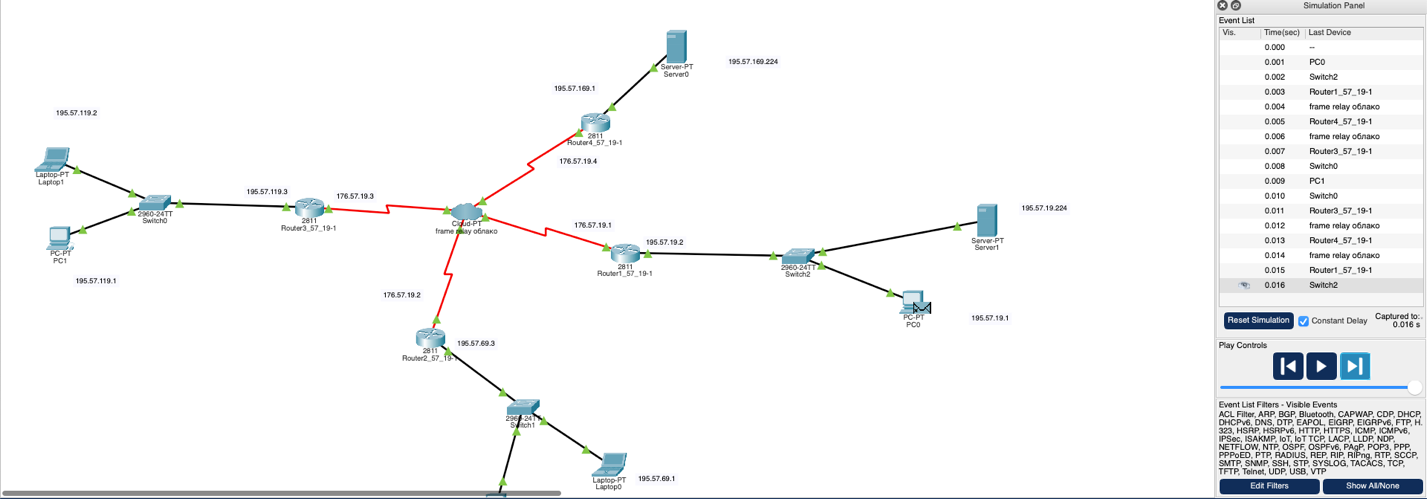 Server-PT
Server0
195.57.169.224
195.57.169.1
2811
Router4_57_19-1
176.57.19.4
195.57.119.2
Laptop-PT
Laptop1
2960-24TT
Switch0
PC-PT
PC1
195.57.119.1
195.57.119.3
2811
Router3_57_19-1
176.57.19.3
Cloud-PT
frame relay облако
176.57.19.1
2811
Router1_57_19-1
195.57.19.2
2960-24TT
Switch2
Server-PT
Server1
195.57.19.224
PC-PT
PC0
195.57.19.1
176.57.19.2
2811
Router2_57_19-1
195.57.69.3
2960-24TT
Switch1
Laptop-PT
Laptop0
195.57.69.1
Simulation Panel
Event List
Vis. Time(sec) Last Device
0.000 --
0.001 PC0
0.002 Switch2
0.003 Router1_57_19-1
0.004 frame relay облако
0.005 Router4_57_19-1
0.006 frame relay облако
0.007 Router3_57_19-1
0.008 Switch0
0.009 PC1
0.010 Switch0
0.011 Router3_57_19-1
0.012 frame relay облако
0.013 Router4_57_19-1
0.014 frame relay облако
0.015 Router1_57_19-1
0.016 Switch2
Reset Simulation
Constant Delay
Captured to:
0.016 s
Play Controls
Event List Filters - Visible Events
ACL Filter, ARP, BGP, Bluetooth, CAPWAP, CDP, DHCP,
DHCPv6, DNS, DTP, EAPOL, EIGRP, EIGRPv6, FTP, H.
323, HSRP, HSRPv6, HTTP, HTTPS, ICMP, ICMPv6,
IPSec, ISAKMP, IoT, IoT TCP, LACP, LLDP, NDP,
NETFLOW, NTP, OSPF, OSPFv6, PAgP, POP3, PPP,
PPPoED, PTP, RADIUS, REP, RIP, RIPng, RTP, SCCP,
SMTP, SNMP, SSH, STP, SYSLOG, TACACS, TCP,
TFTP, Telnet, UDP, USB, VTP
Edit Filters
Show All/None